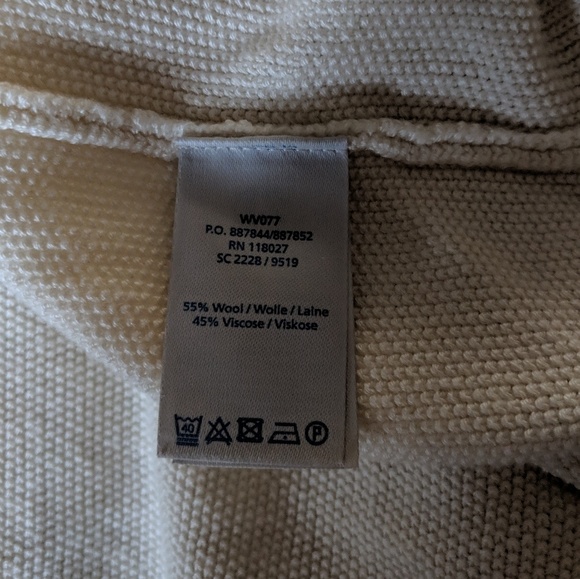 WV077
P.O. 887844/887852
RN 118027
SC 2228 / 9519
55% Wool / Wolle / Laine
45% Viscose / Viskose
40 P